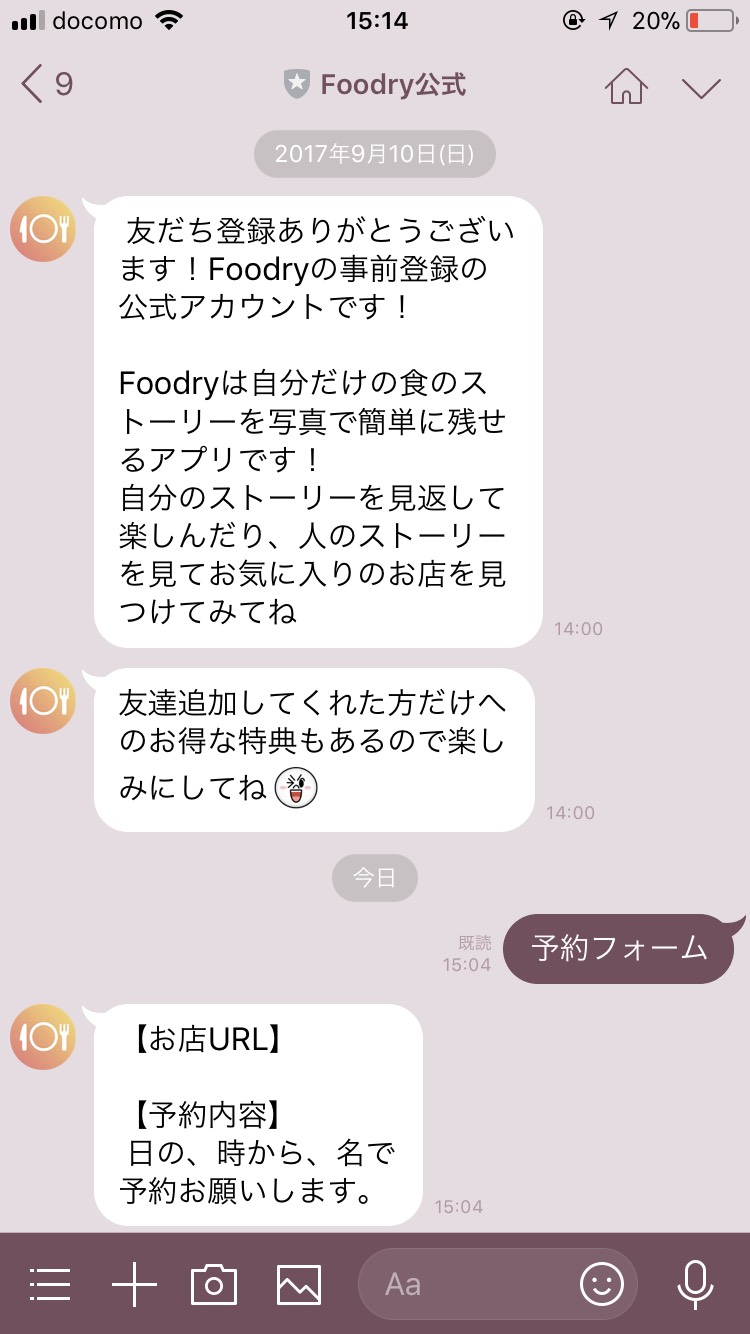 docomo 15:14 20%
9 Foodry公式
2017年9月10日(日)
友だち登録ありがとうござい
ます！Foodryの事前登録の
公式アカウントです！
Foodryは自分だけの食のス
トーリーを写真で簡単に残せ
るアプリです！
自分のストーリーを見返して
楽しんだり、人のストーリー
を見てお気に入りのお店を見
つけてみてね
14:00
友達追加してくれた方だけへ
のお得な特典もあるので楽し
みにしてね
14:00
今日
既読
15:04
予約フォーム
【お店URL】
【予約内容】
日の、時から、名で
予約お願いします。
15:04
Aa